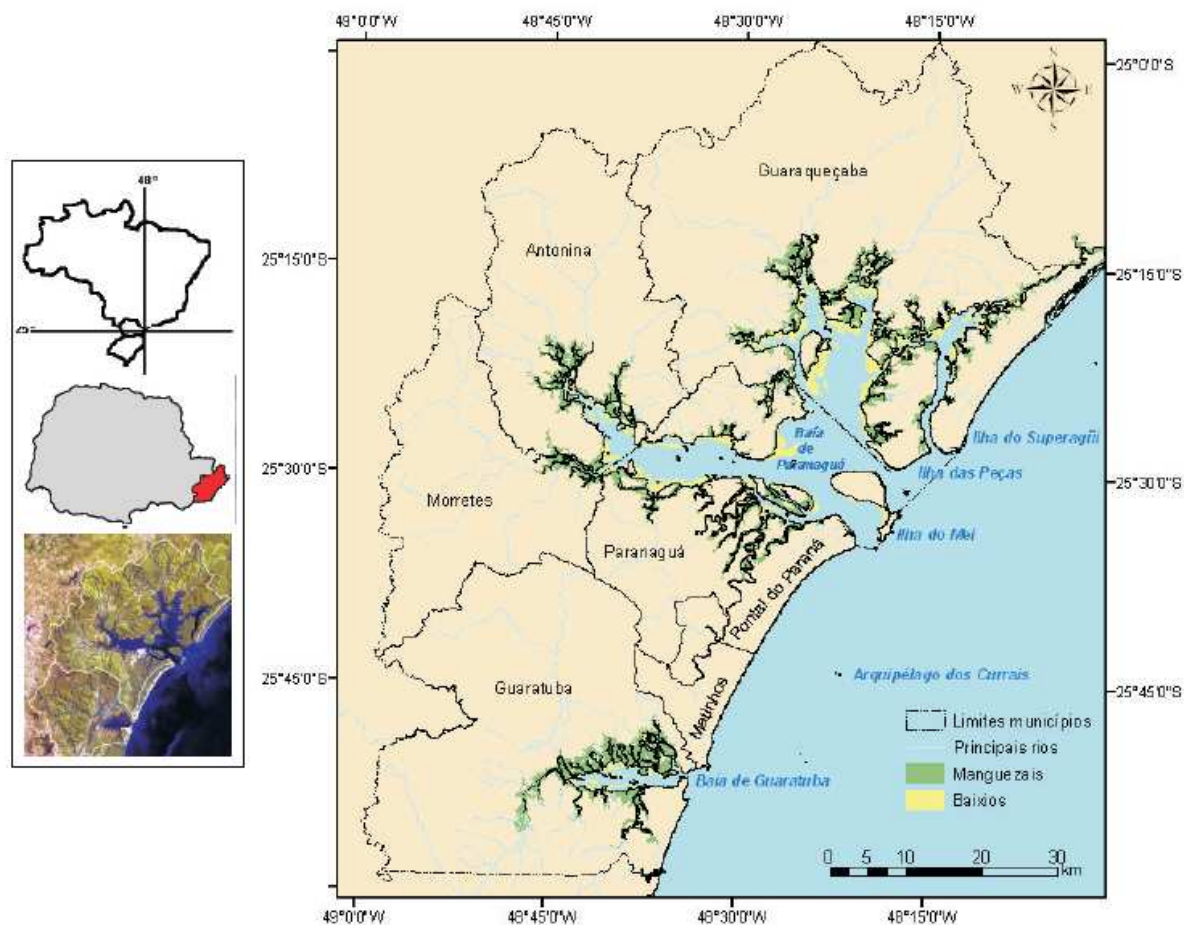 48°
48°0'0"W
48°45'0"W
48°30'0"W
48°15'0"W
25°0'0"S
S
W
E
S
Guaraqueçaba
Antonina
25°15'0"S
25°15'0"S
Baía
de
Paranaguá
Ilha do Superagüi
Ilha das Peças
25°30'0"S
25°30'0"S
Morretes
Ilha do Mel
Paranaguá
Pontal do Paraná
25°45'0"S
25°45'0"S
Guaratuba
Matinhos
Arquipélago dos Currais
Limites municípios
Principais rios
Manguezais
Baixios
Baía de Guaratuba
0 5 10 20 30
km
49°0'0"W
48°45'0"W
48°30'0"W
48°15'0"W